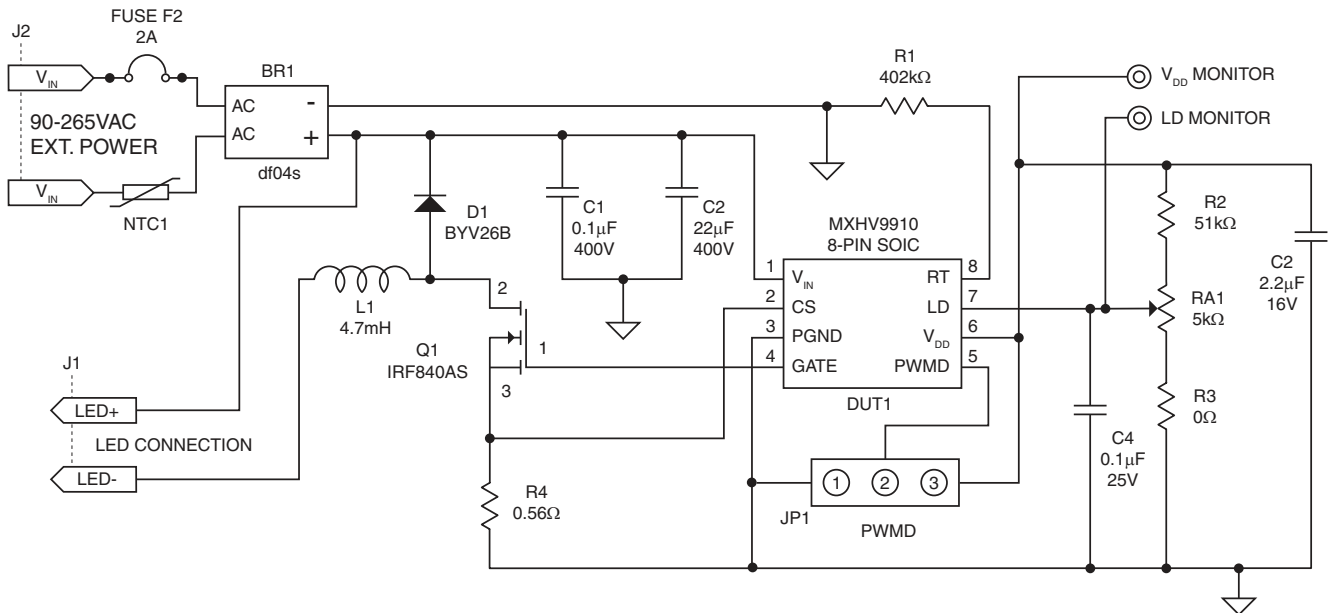 FUSE F2
2A
J2
V_IN
BR1
AC
-
AC
+
df04s
90-265VAC
EXT. POWER
V_IN
NTC1
R1
402kΩ
V_DD MONITOR
LD MONITOR
D1
BYV26B
C1
0.1µF
400V
C2
22µF
400V
MXHV9910
8-PIN SOIC
1
V_IN
RT
8
2
CS
LD
7
3
PGND
V_DD
6
4
GATE
PWMD
5
DUT1
R2
51kΩ
RA1
5kΩ
R3
0Ω
C2
2.2µF
16V
C4
0.1µF
25V
L1
4.7mH
2
Q1
IRF840AS
1
3
J1
LED+
LED CONNECTION
LED-
R4
0.56Ω
1
2
3
JP1
PWMD